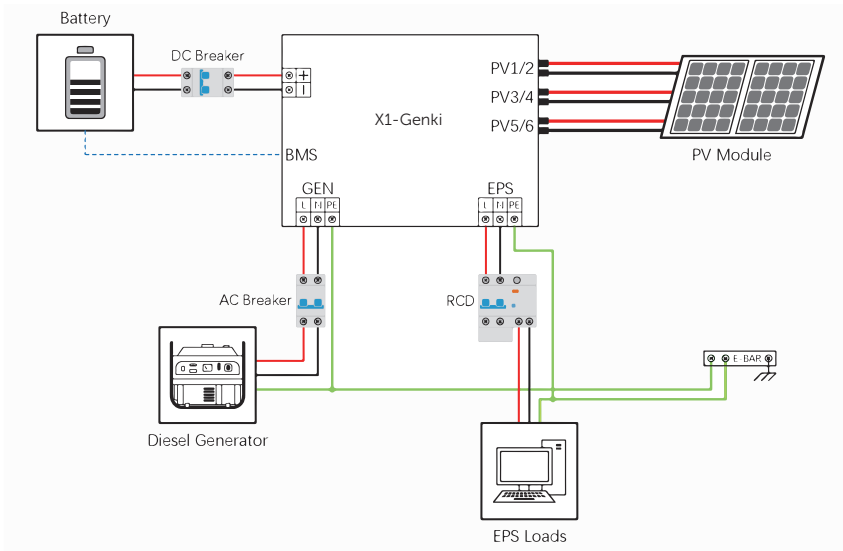 Battery
DC Breaker
+
–
X1-Genki
PV1/2
PV3/4
PV5/6
PV Module
BMS
GEN
L N PE
EPS
L N PE
AC Breaker
RCD
E-BAR
Diesel Generator
EPS Loads